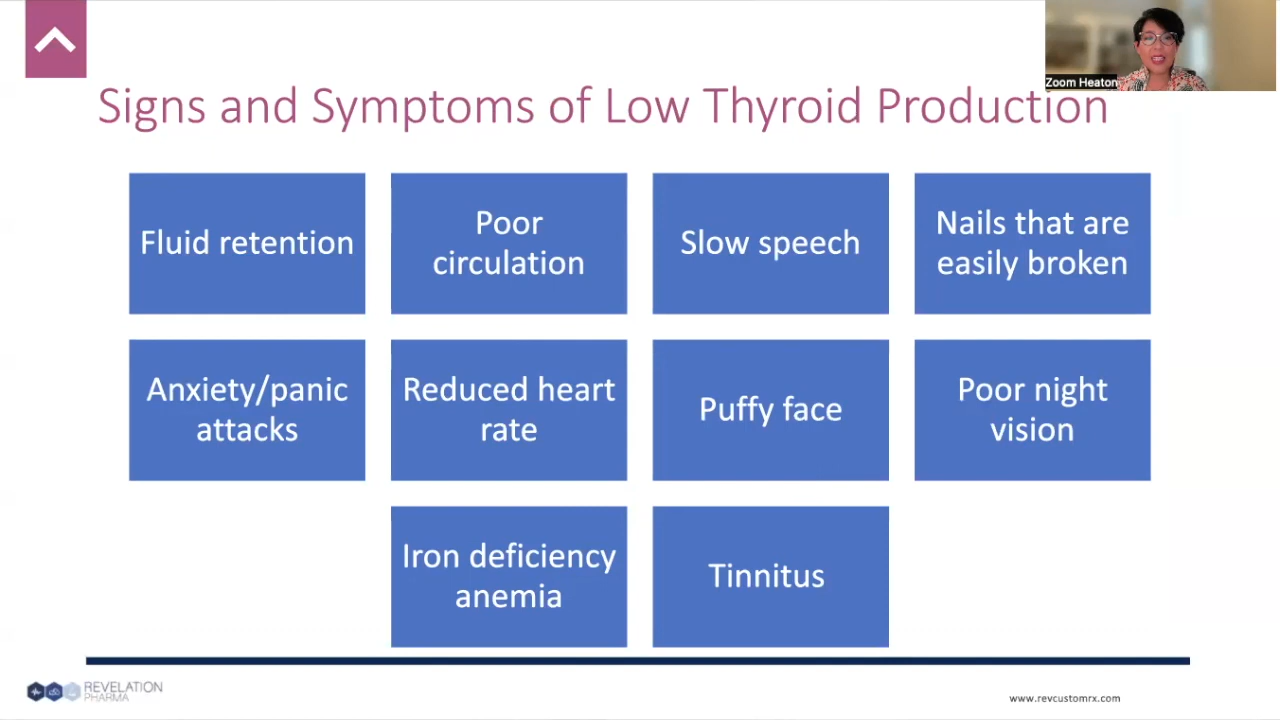 Zoom Heaton
Signs and Symptoms of Low Thyroid Production
Fluid retention
Poor
circulation
Slow speech
Nails that are
easily broken
Anxiety/panic
attacks
Reduced heart
rate
Puffy face
Poor night
vision
Iron deficiency
anemia
Tinnitus
REVELATION
PHARMA
www.revcustomrx.com